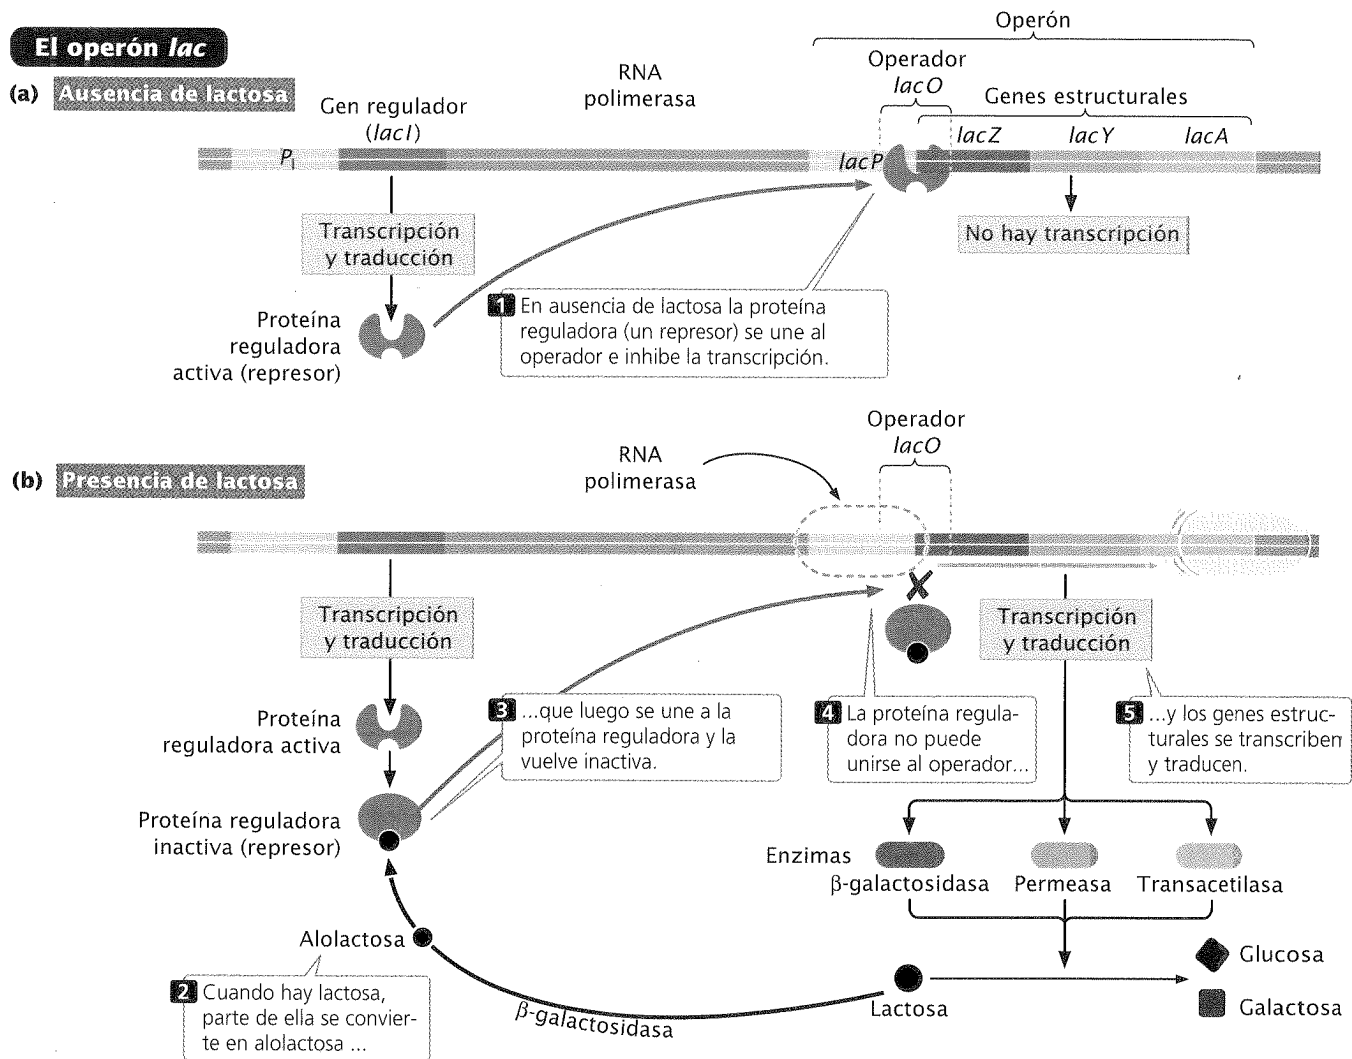 El operón lac
(a) Ausencia de lactosa
Operón
RNA
polimerasa
Operador
lacO
Gen regulador
(lacI)
Genes estructurales
PI
lacP
lacZ
lacY
lacA
Transcripción
y traducción
No hay transcripción
Proteína
reguladora
activa (represor)
1 En ausencia de lactosa la proteína
reguladora (un represor) se une al
operador e inhibe la transcripción.
(b) Presencia de lactosa
RNA
polimerasa
Operador
lacO
Transcripción
y traducción
Transcripción
y traducción
Proteína
reguladora activa
3 ...que luego se une a la
proteína reguladora y la
vuelve inactiva.
4 La proteína regula-
dora no puede
unirse al operador...
5 ...y los genes estruc-
turales se transcriben
y traducen.
Proteína reguladora
inactiva (represor)
Enzimas
β-galactosidasa
Permeasa
Transacetilasa
Alolactosa
2 Cuando hay lactosa,
parte de ella se convier-
te en alolactosa ...
β-galactosidasa
Lactosa
Glucosa
Galactosa